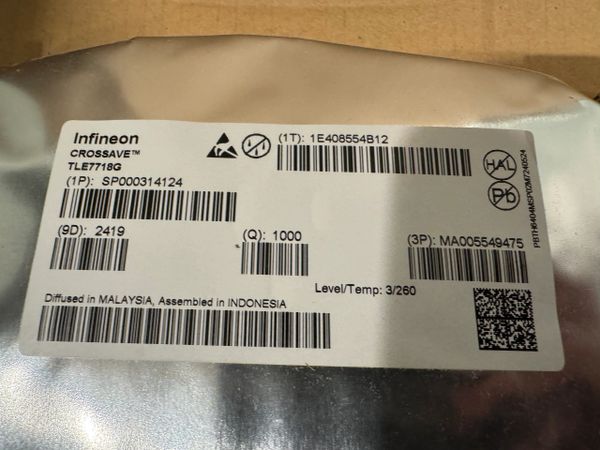 Infineon
CROSSAVE™
TLE7718G
(1T): 1E408554B12
(1P): SP000314124
HAL
Pb
PBTH6404MSP02M7240524
(9D): 2419
(Q): 1000
(3P): MA005549475
Level/Temp: 3/260
Diffused in MALAYSIA, Assembled in INDONESIA